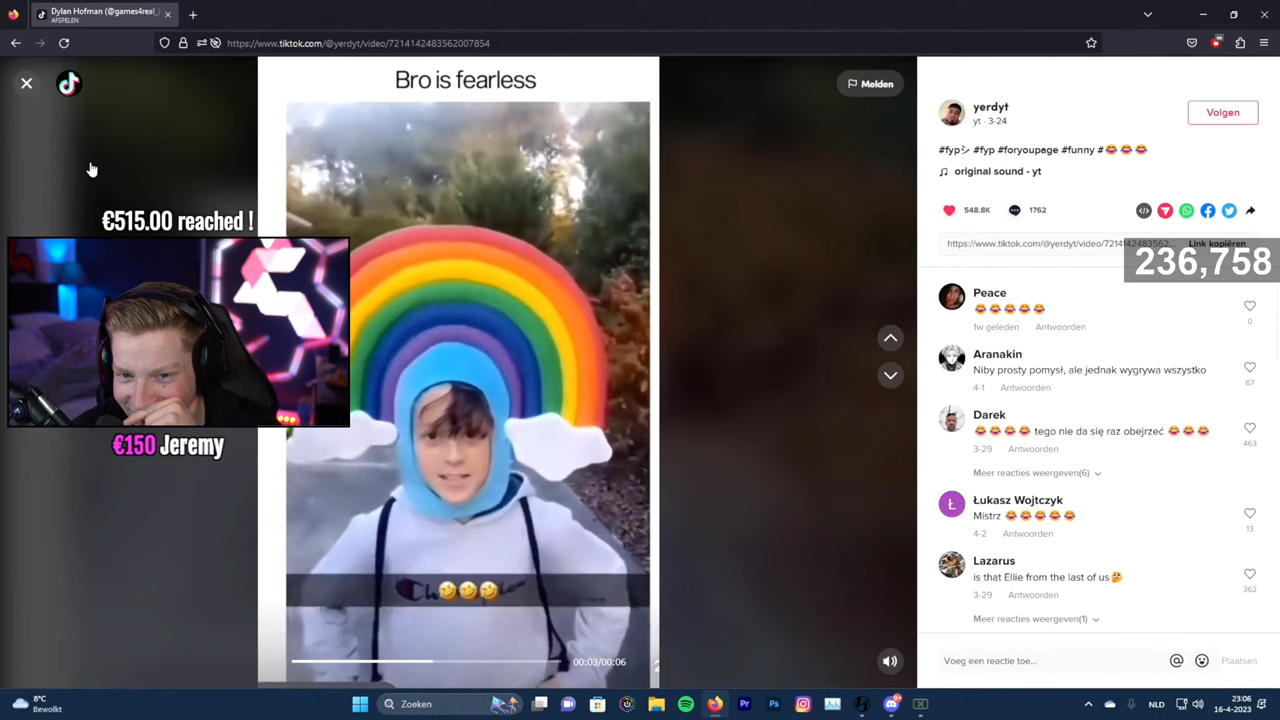 Dylan Hofman (@games4real_
AFSPELEN
https://www.tiktok.com/@yerdyt/video/7214142483562007854
Bro is fearless
Melden
€515.00 reached !
€150 Jeremy
00:03/00:06
yerdyt
yt · 3-24
Volgen
#fypシ #fyp #foryoupage #funny #😂😂😂
original sound - yt
548.8K
1762
https://www.tiktok.com/@yerdyt/video/7214142483562...
Link kopiëren
236,758
Peace
😂😂😂😂😂
1w geleden Antwoorden
0
Aranakin
Niby prosty pomysł, ale jednak wygrywa wszystko
4-1 Antwoorden
67
Darek
😂😂😂😂 tego nie da się raz obejrzeć 😂😂😂
3-29 Antwoorden
463
Meer reacties weergeven(6)
Ł
Łukasz Wojtczyk
Mistrz 😂😂😂😂😂
4-2 Antwoorden
13
Lazarus
is that Ellie from the last of us🤔
3-29 Antwoorden
362
Meer reacties weergeven(1)
Voeg een reactie toe...
Plaatsen
8°C
Bewolkt
Zoeken
NLD
23:06
16-4-2023